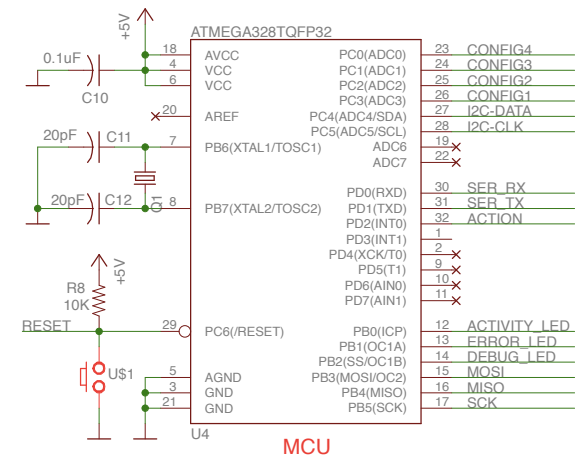 ATMEGA328TQFP32
+5V
18 AVCC PC0(ADC0) 23 CONFIG4
0.1uF 4 VCC PC1(ADC1) 24 CONFIG3
6 VCC PC2(ADC2) 25 CONFIG2
C10 PC3(ADC3) 26 CONFIG1
20 AREF PC4(ADC4/SDA) 27 I2C-DATA
PC5(ADC5/SCL) 28 I2C-CLK
20pF C11 7 PB6(XTAL1/TOSC1) ADC6 19
ADC7 22
Q1
20pF C12 8 PB7(XTAL2/TOSC2) PD0(RXD) 30 SER_RX
PD1(TXD) 31 SER_TX
PD2(INT0) 32 ACTION
PD3(INT1) 1
PD4(XCK/T0) 2
+5V PD5(T1) 9
R8 PD6(AIN0) 10
10K PD7(AIN1) 11
RESET 29 PC6(/RESET) PB0(ICP) 12 ACTIVITY_LED
PB1(OC1A) 13 ERROR_LED
PB2(SS/OC1B) 14 DEBUG_LED
U$1 5 AGND PB3(MOSI/OC2) 15 MOSI
3 GND PB4(MISO) 16 MISO
21 GND PB5(SCK) 17 SCK
U4
MCU